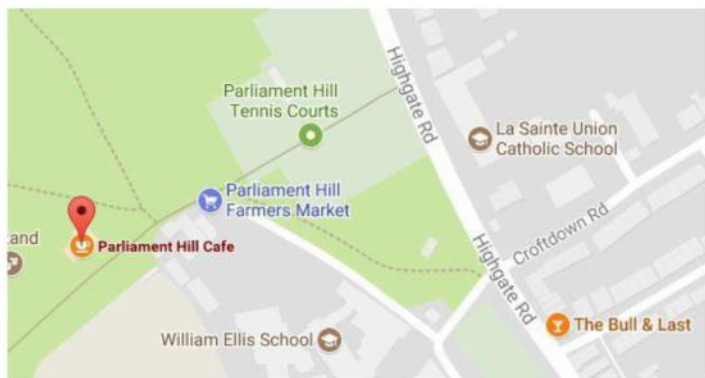 Highgate Rd
Parliament Hill
Tennis Courts
La Sainte Union
Catholic School
Parliament Hill
Farmers Market
tand
Parliament Hill Cafe
Highgate Rd
Croftdown Rd
The Bull & Last
William Ellis School